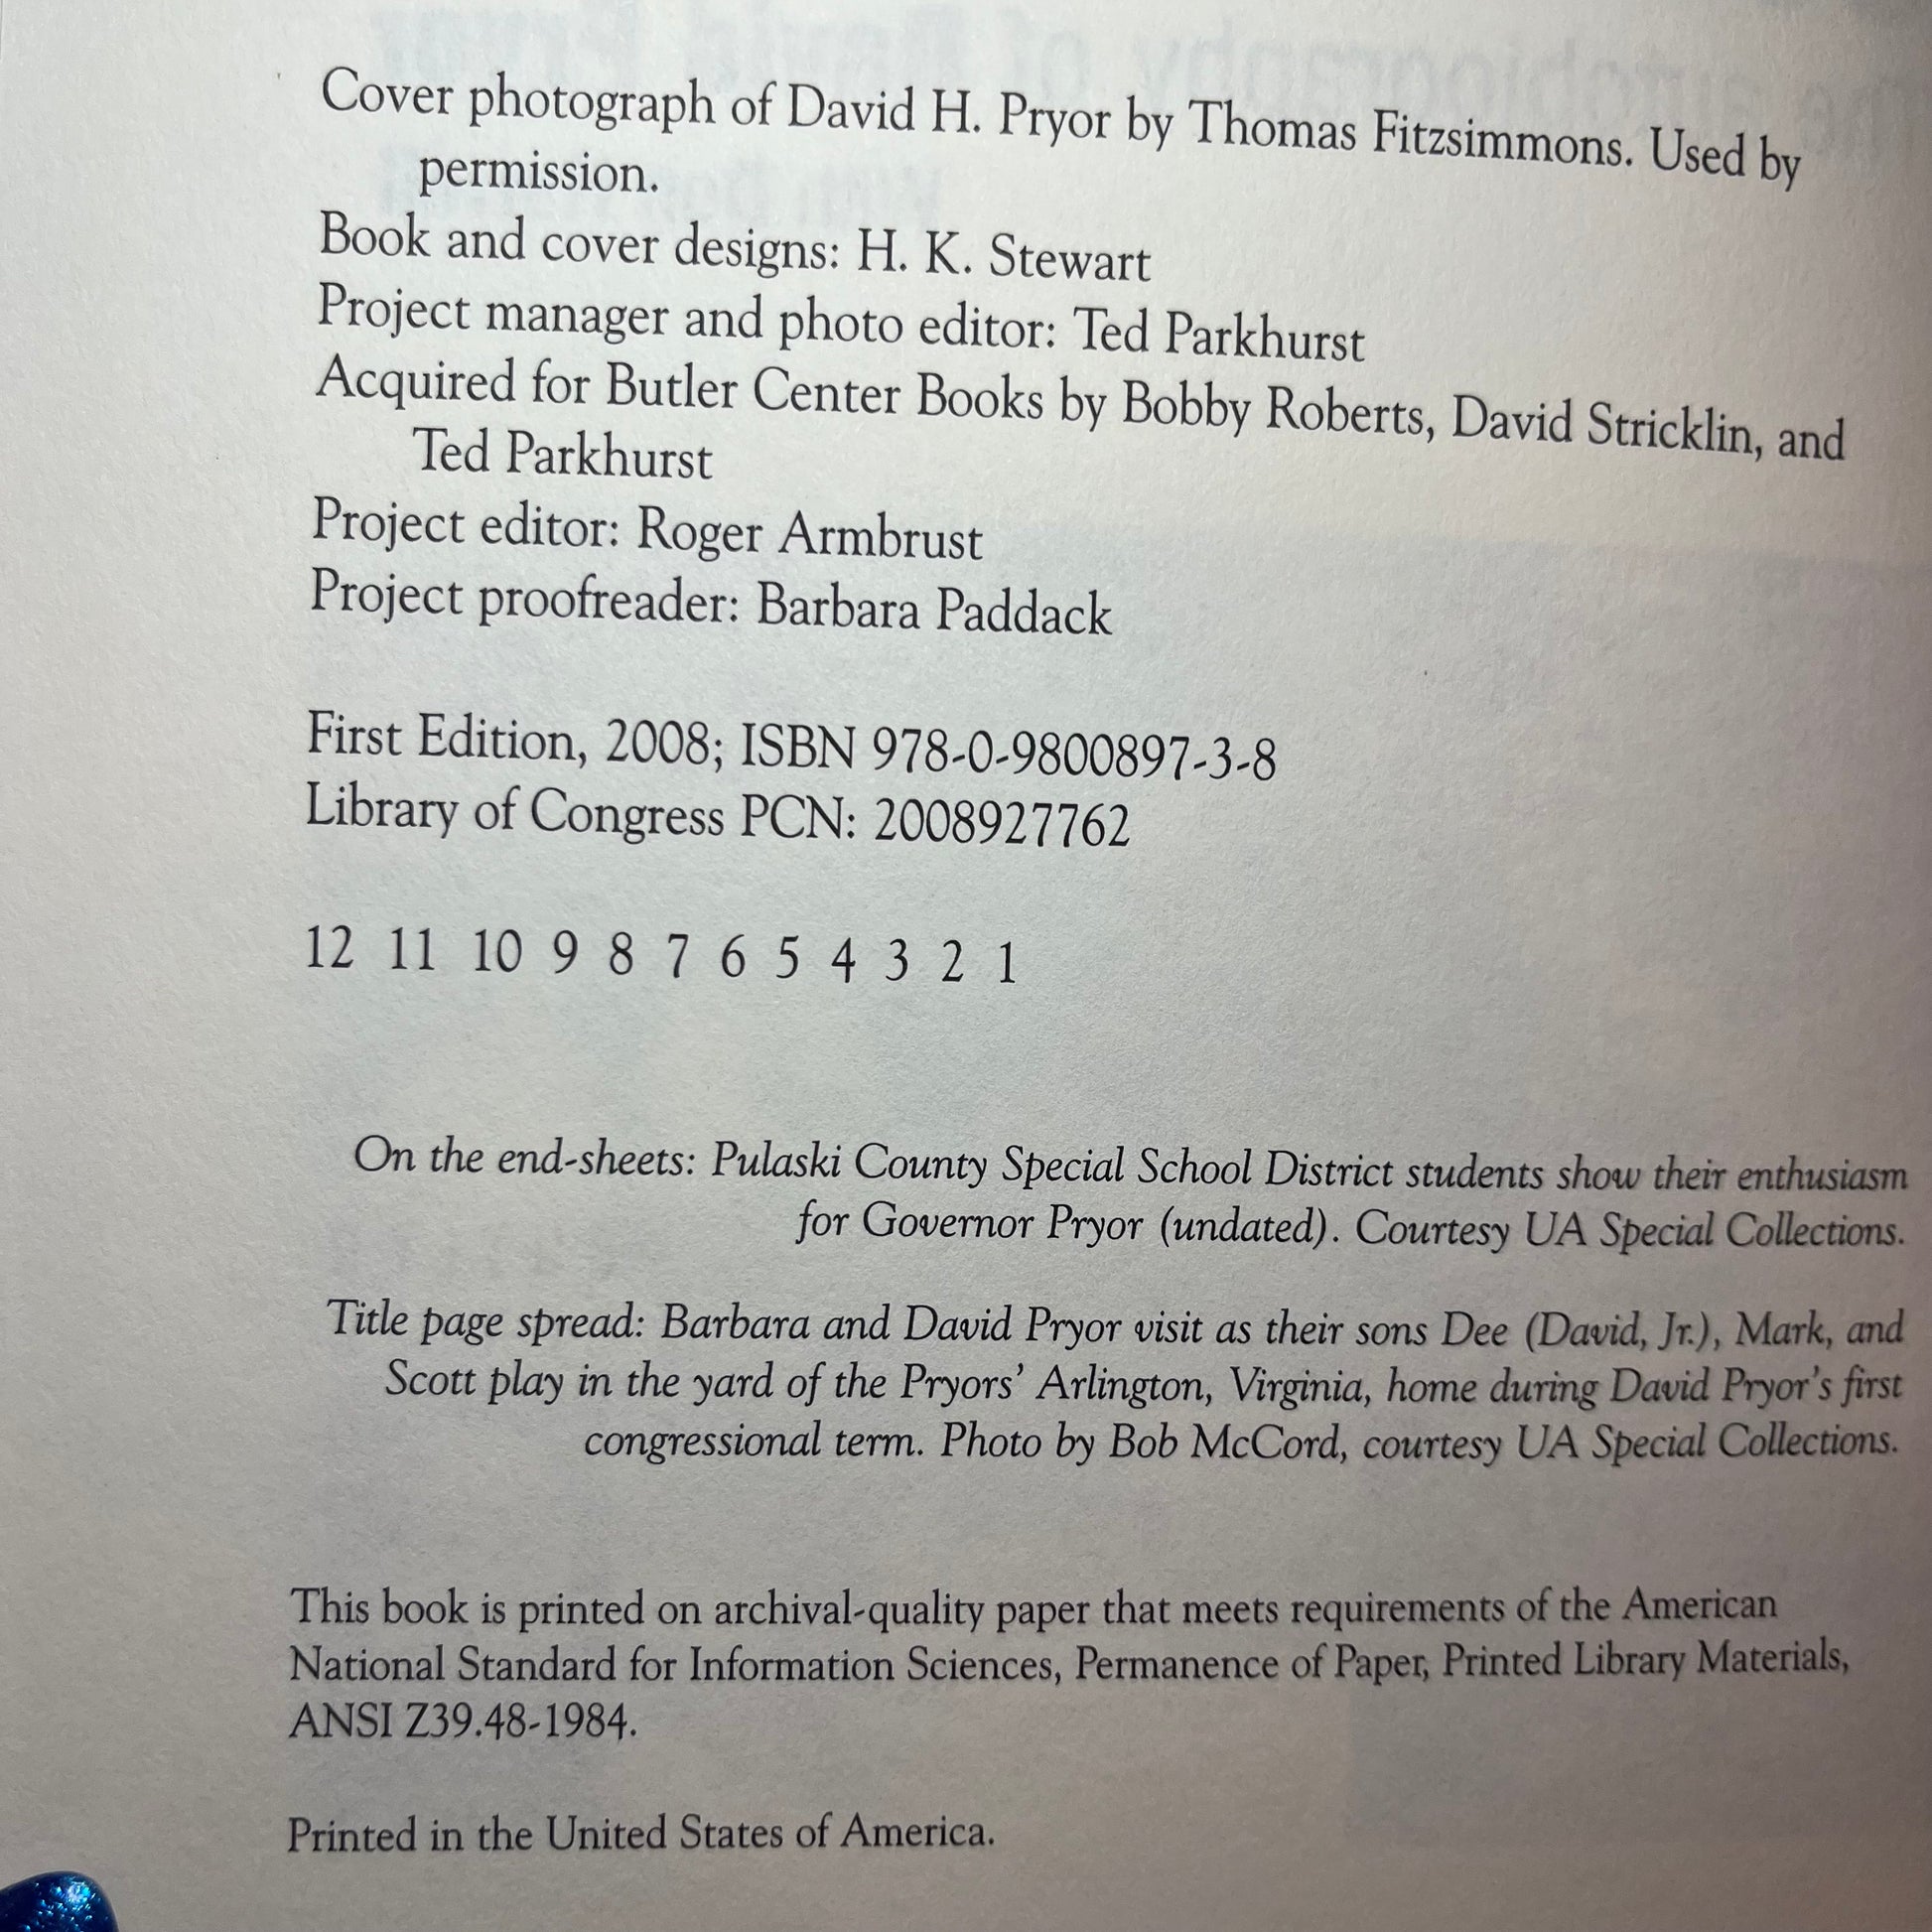 Cover photograph of David H. Pryor by Thomas Fitzsimmons. Used by
permission.
Book and cover designs: H. K. Stewart
Project manager and photo editor: Ted Parkhurst
Acquired for Butler Center Books by Bobby Roberts, David Stricklin, and
Ted Parkhurst
Project editor: Roger Armbrust
Project proofreader: Barbara Paddack
First Edition, 2008; ISBN 978-0-9800897-3-8
Library of Congress PCN: 2008927762
12 11 10 9 8 7 6 5 4 3 2 1
On the end-sheets: Pulaski County Special School District students show their enthusiasm
for Governor Pryor (undated). Courtesy UA Special Collections.
Title page spread: Barbara and David Pryor visit as their sons Dee (David, Jr.), Mark, and
Scott play in the yard of the Pryors’ Arlington, Virginia, home during David Pryor’s first
congressional term. Photo by Bob McCord, courtesy UA Special Collections.
This book is printed on archival-quality paper that meets requirements of the American
National Standard for Information Sciences, Permanence of Paper, Printed Library Materials,
ANSI Z39.48-1984.
Printed in the United States of America.